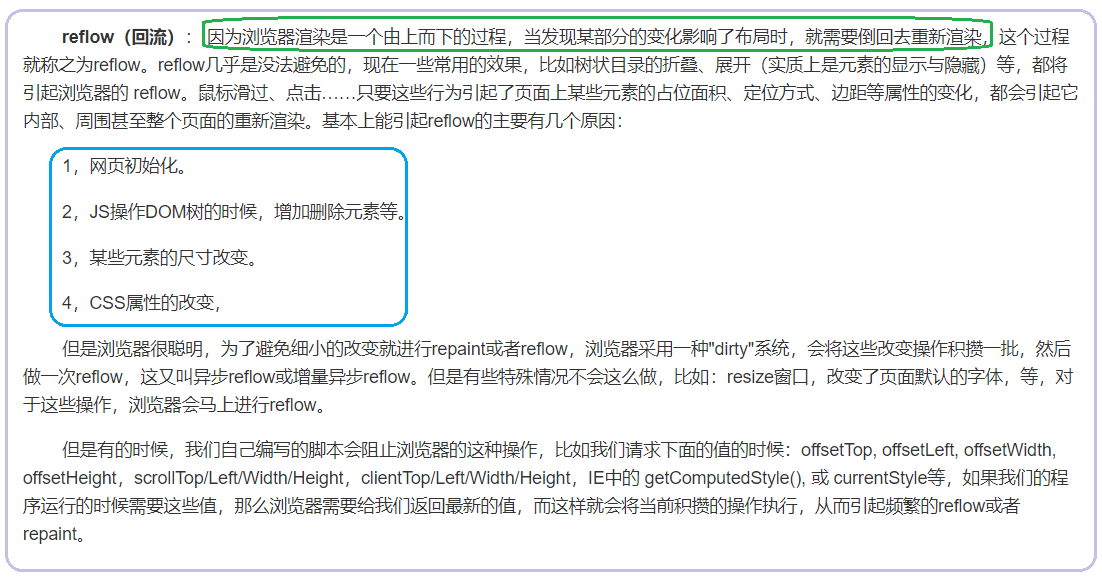 reflow（回流）：因为浏览器渲染是一个由上而下的过程，当发现某部分的变化影响了布局时，就需要倒回去重新渲染，这个过程
就称之为reflow。reflow几乎是没法避免的，现在一些常用的效果，比如树状目录的折叠、展开（实质上是元素的显示与隐藏）等，都将
引起浏览器的 reflow。鼠标滑过、点击……只要这些行为引起了页面上某些元素的占位面积、定位方式、边距等属性的变化，都会引起它
内部、周围甚至整个页面的重新渲染。基本上能引起reflow的主要有几个原因：
1，网页初始化。
2，JS操作DOM树的时候，增加删除元素等。
3，某些元素的尺寸改变。
4，CSS属性的改变，
但是浏览器很聪明，为了避免细小的改变就进行repaint或者reflow，浏览器采用一种"dirty"系统，会将这些改变操作积攒一批，然后
做一次reflow，这又叫异步reflow或增量异步reflow。但是有些特殊情况不会这么做，比如：resize窗口，改变了页面默认的字体，等，对
于这些操作，浏览器会马上进行reflow。
但是有的时候，我们自己编写的脚本会阻止浏览器的这种操作，比如我们请求下面的值的时候：offsetTop, offsetLeft, offsetWidth,
offsetHeight，scrollTop/Left/Width/Height，clientTop/Left/Width/Height，IE中的 getComputedStyle(), 或 currentStyle等，如果我们的程
序运行的时候需要这些值，那么浏览器需要给我们返回最新的值，而这样就会将当前积攒的操作执行，从而引起频繁的reflow或者
repaint。